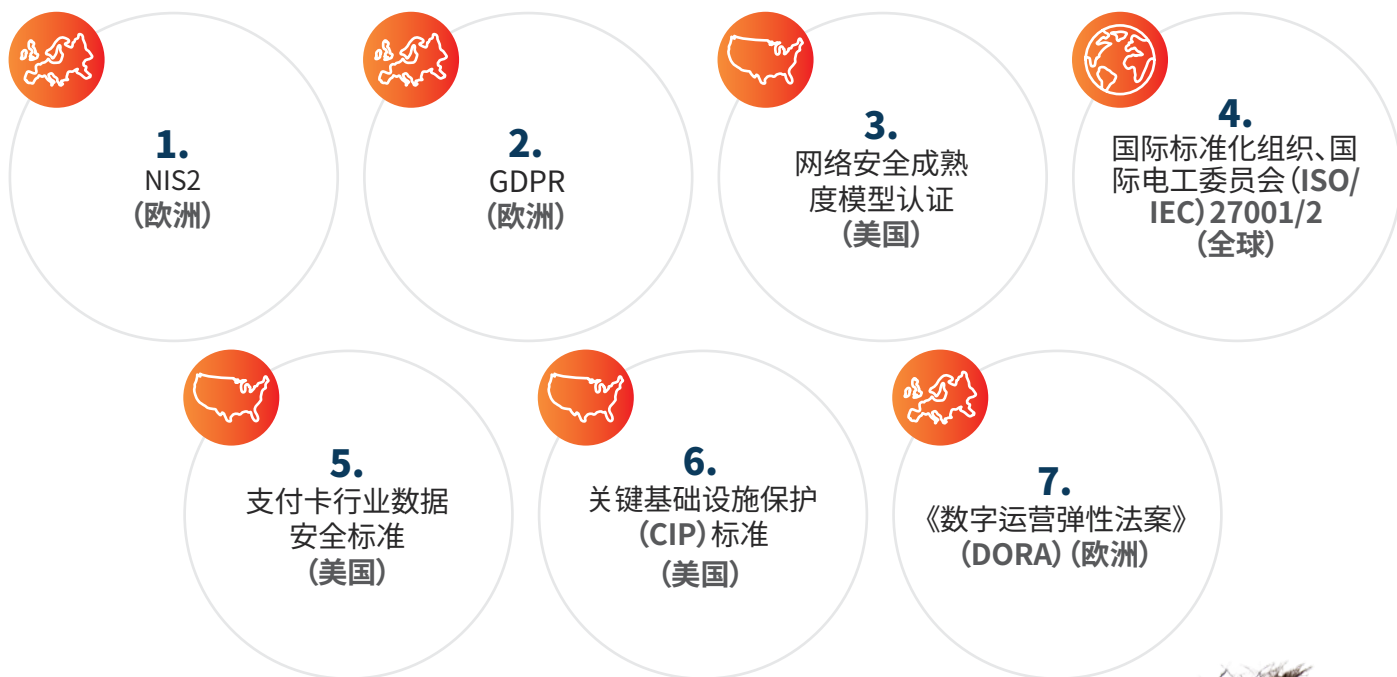 1.
NIS2
（欧洲）
2.
GDPR
（欧洲）
3.
网络安全成熟
度模型认证
（美国）
4.
国际标准化组织、国
际电工委员会（ISO/
IEC）27001/2
（全球）
5.
支付卡行业数据
安全标准
（美国）
6.
关键基础设施保护
（CIP）标准
（美国）
7.
《数字运营弹性法案》
（DORA）（欧洲）